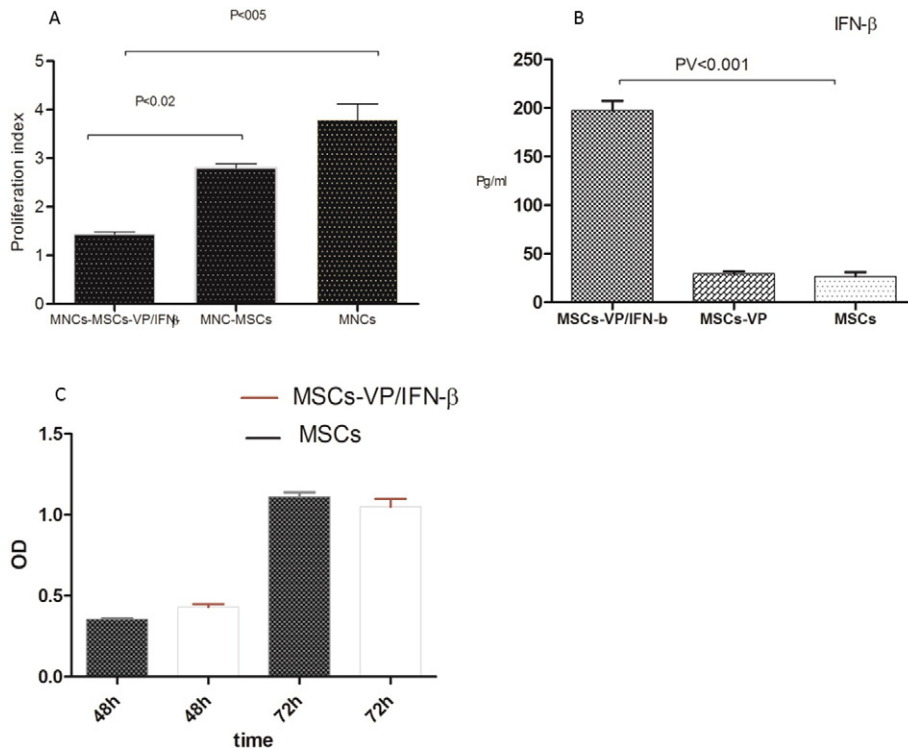 A
P<005
P<0.02
Proliferation index
5
4
3
2
1
0
MNCs-MSCs-VP/IFNβ
MNC-MSCs
MNCs
B
IFN-β
PV<0.001
Pg/ml
250
200
150
100
50
0
MSCs-VP/IFN-b
MSCs-VP
MSCs
C
MSCs-VP/IFN-β
MSCs
OD
1.5
1.0
0.5
0.0
48h
48h
72h
72h
time